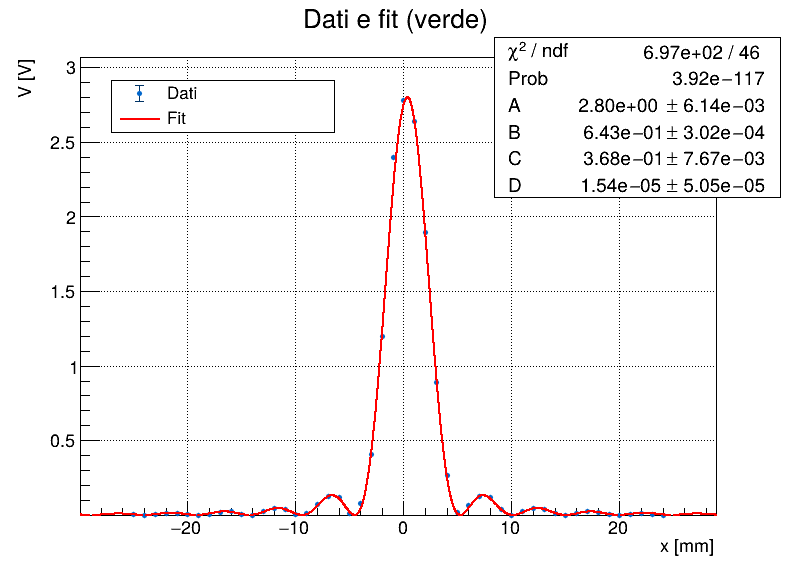 Dati e fit (verde)
V [V]
χ² / ndf 6.97e+02 / 46
Prob 3.92e−117
A 2.80e+00 ± 6.14e−03
B 6.43e−01 ± 3.02e−04
C 3.68e−01 ± 7.67e−03
D 1.54e−05 ± 5.05e−05
Dati
Fit
3
2.5
2
1.5
1
0.5
−20 −10 0 10 20
x [mm]